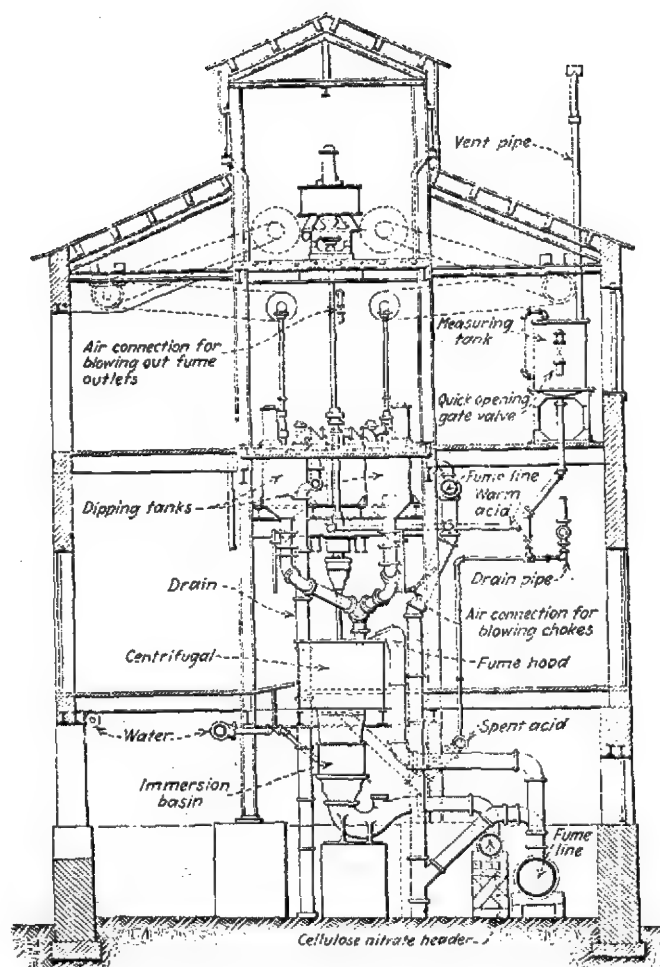 Vent pipe
Measuring
tank
Air connection for
blowing out fume
outlets
Quick opening
gate valve
Dipping tanks
Fume line
Warm
acid
Drain
Drain pipe
Air connection for
blowing chokes
Centrifugal
Fume hood
Water
Spent acid
Immersion
basin
Fume
line
Cellulose nitrate header